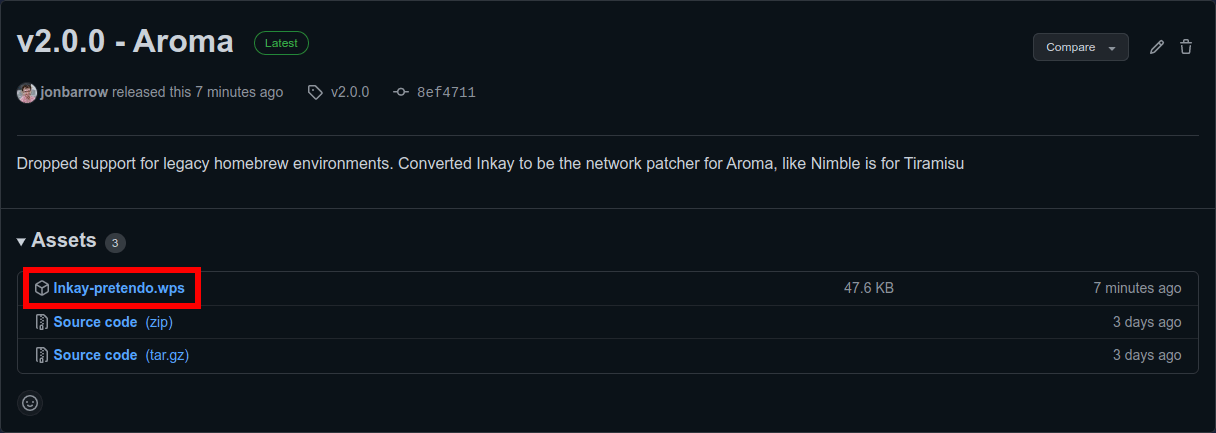 v2.0.0 - Aroma Latest Compare
jonbarrow released this 7 minutes ago v2.0.0 8ef4711
Dropped support for legacy homebrew environments. Converted Inkay to be the network patcher for Aroma, like Nimble is for Tiramisu
Assets 3
Inkay-pretendo.wps 47.6 KB 7 minutes ago
Source code (zip) 3 days ago
Source code (tar.gz) 3 days ago